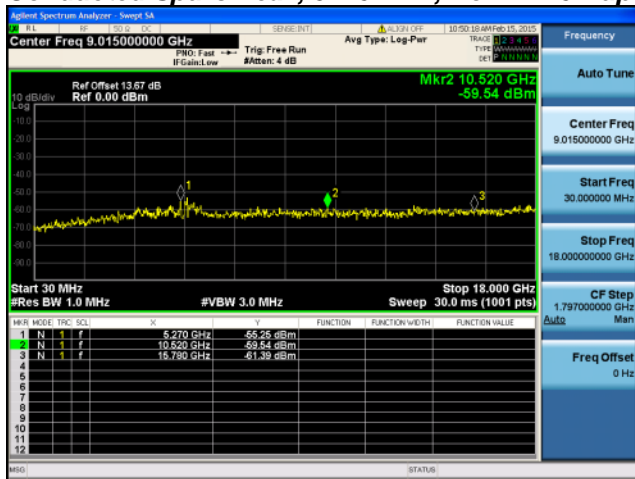 Agilent Spectrum Analyzer - Swept SA
RL RF 50 Ω DC SENSE:INT ALIGN OFF 10:50:18 AM Feb 15, 2015
Center Freq 9.015000000 GHz Avg Type: Log-Pwr TRACE 1 2 3 4 5 6
PNO: Fast Trig: Free Run TYPE
IFGain:Low #Atten: 4 dB DET P N N N N N
Mkr2 10.520 GHz
-59.54 dBm
Ref Offset 13.67 dB
10 dB/div Ref 0.00 dBm
Log
-10.0
-20.0
-30.0
-40.0
-50.0
-60.0
-70.0
-80.0
-90.0
1
2
3
Start 30 MHz Stop 18.000 GHz
#Res BW 1.0 MHz #VBW 3.0 MHz Sweep 30.0 ms (1001 pts)
MKR MODE TRC SCL X Y FUNCTION FUNCTION WIDTH FUNCTION VALUE
1 N 1 f 5.270 GHz -55.25 dBm
2 N 1 f 10.520 GHz -59.54 dBm
3 N 1 f 15.780 GHz -61.39 dBm
4
5
6
7
8
9
10
11
12
MSG STATUS
Frequency
Auto Tune
Center Freq
9.015000000 GHz
Start Freq
30.000000 MHz
Stop Freq
18.000000000 GHz
CF Step
1.797000000 GHz
Auto Man
Freq Offset
0 Hz